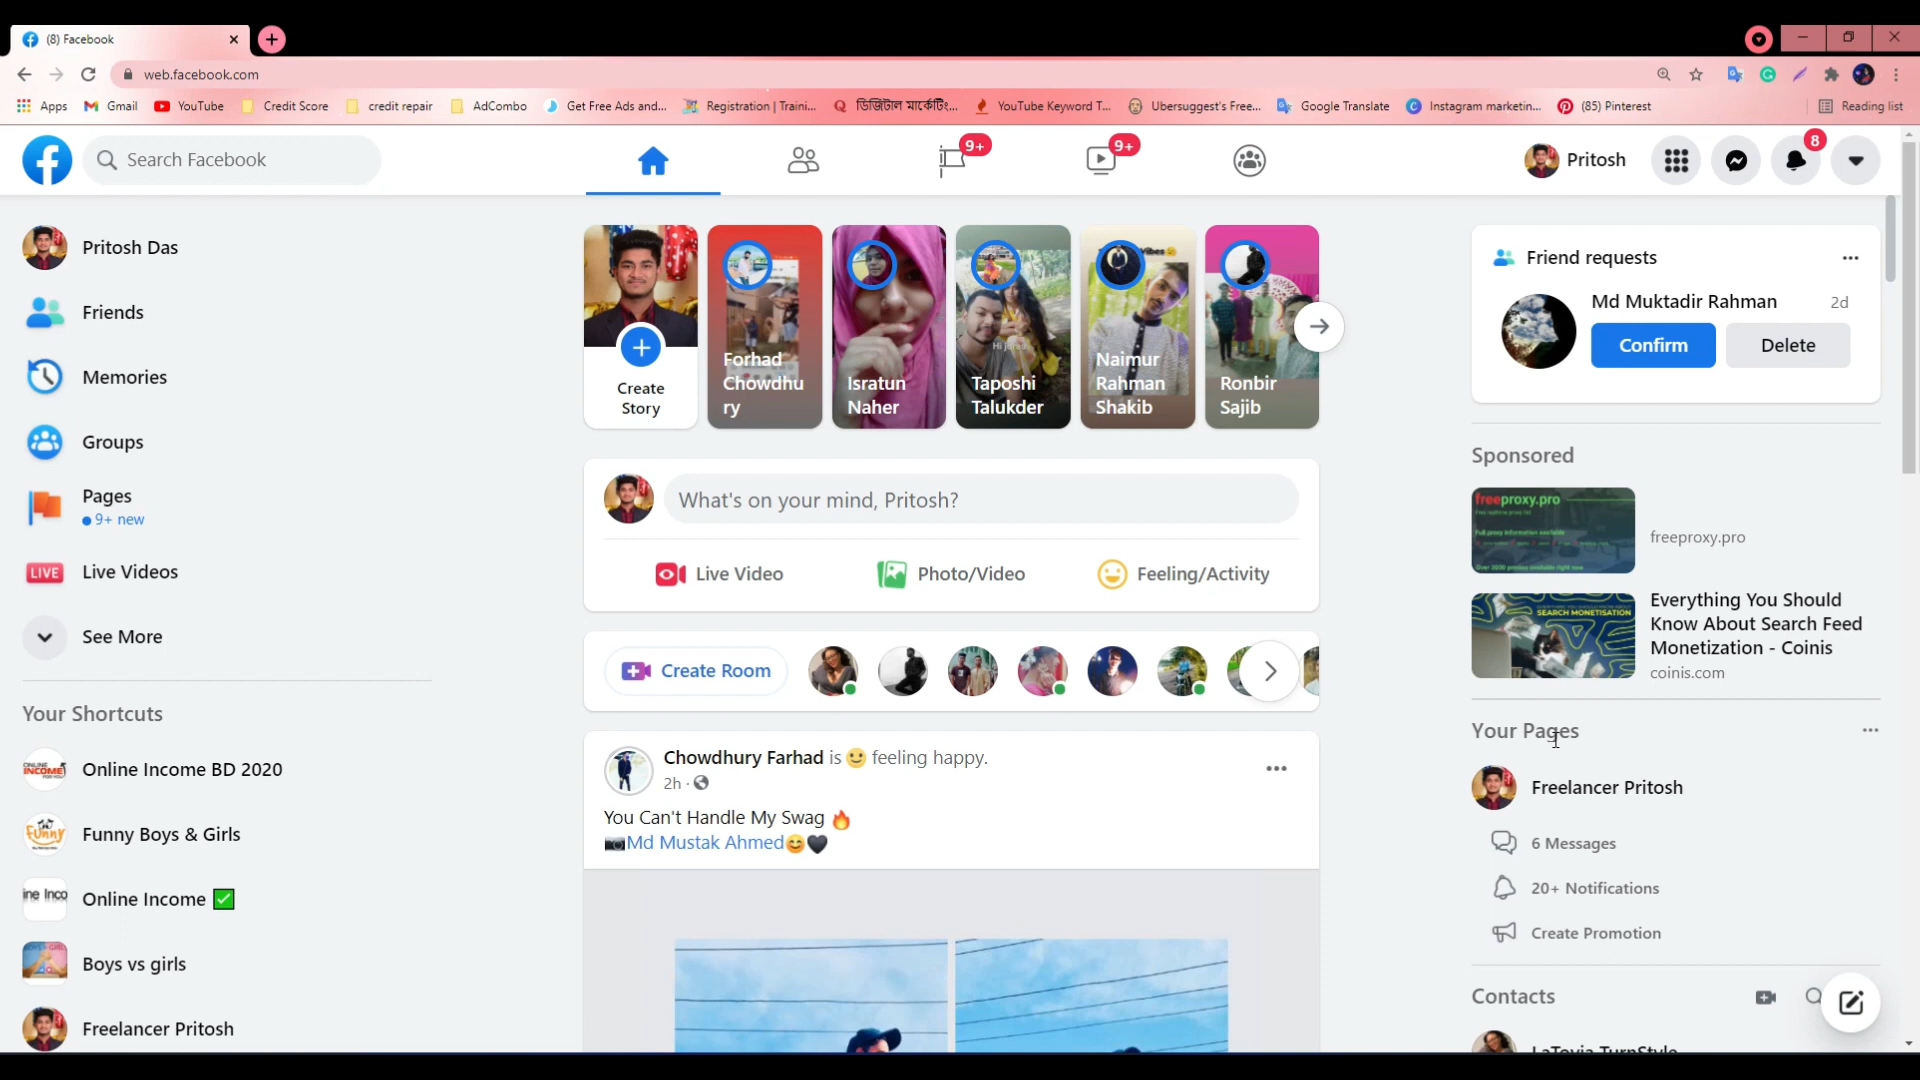 (8) Facebook
web.facebook.com
Apps
Gmail
YouTube
Credit Score
credit repair
AdCombo
Get Free Ads and...
Registration | Traini...
ডিজিটাল মার্কেটিং...
YouTube Keyword T...
Ubersuggest's Free...
Google Translate
Instagram marketin...
(85) Pinterest
Reading list
Search Facebook
9+
9+
Pritosh
8
Pritosh Das
Friends
Memories
Groups
Pages
9+ new
LIVE
Live Videos
See More
Your Shortcuts
Online Income BD 2020
Funny
Funny Boys & Girls
ine Inco
Online Income ✅
Boys vs girls
Freelancer Pritosh
Create
Story
Forhad
Chowdhu
ry
Isratun
Naher
Taposhi
Talukder
Naimur
Rahman
Shakib
Ronbir
Sajib
What's on your mind, Pritosh?
Live Video
Photo/Video
Feeling/Activity
Create Room
Chowdhury Farhad is 🙂 feeling happy.
2h ·
You Can't Handle My Swag 🔥
📷Md Mustak Ahmed😊🖤
Friend requests
Md Muktadir Rahman
2d
Confirm
Delete
Sponsored
freeproxy.pro
freeproxy.pro
SEARCH MONETISATION
Everything You Should
Know About Search Feed
Monetization - Coinis
coinis.com
Your Pages
Freelancer Pritosh
6 Messages
20+ Notifications
Create Promotion
Contacts
LaTovia TurnStyle